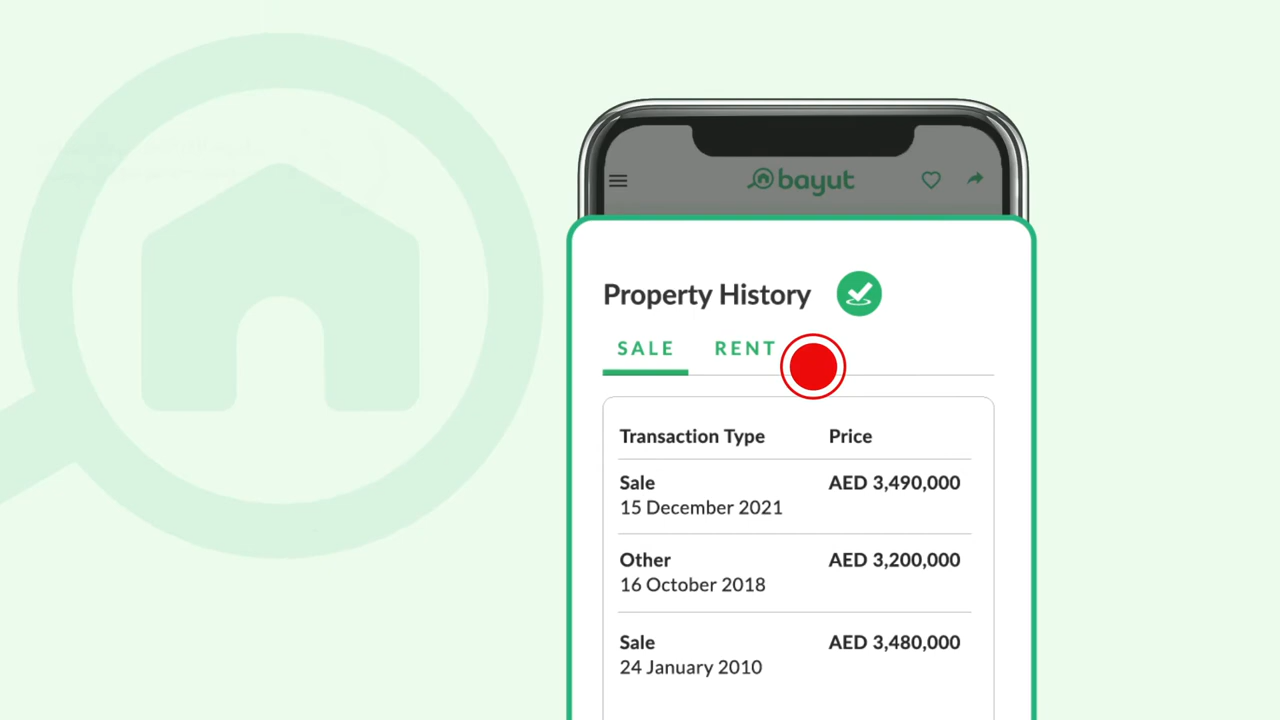 bayut
Property History
SALE RENT
Transaction Type Price
Sale AED 3,490,000
15 December 2021
Other AED 3,200,000
16 October 2018
Sale AED 3,480,000
24 January 2010